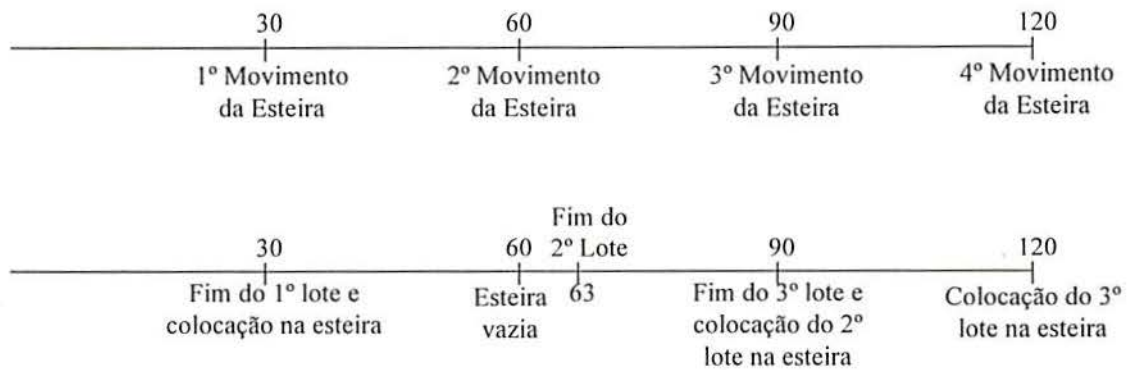 30 60 90 120
1º Movimento 2º Movimento 3º Movimento 4º Movimento
da Esteira da Esteira da Esteira da Esteira
Fim do
30 60 2º Lote 90 120
Fim do 1º lote e Esteira 63 Fim do 3º lote e Colocação do 3º
colocação na esteira vazia colocação do 2º lote na esteira
lote na esteira